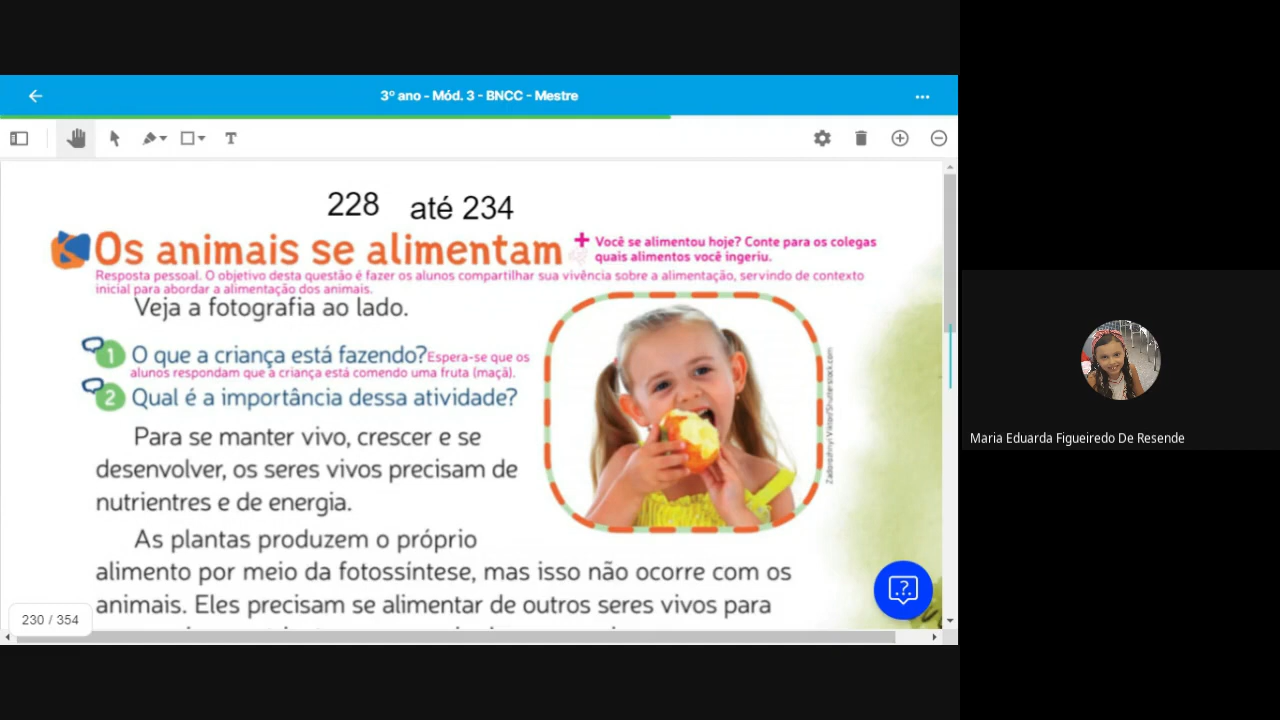 3º ano - Mód. 3 - BNCC - Mestre
T
228 até 234
Os animais se alimentam
+ Você se alimentou hoje? Conte para os colegas
quais alimentos você ingeriu.
Resposta pessoal. O objetivo desta questão é fazer os alunos compartilhar sua vivência sobre a alimentação, servindo de contexto
inicial para abordar a alimentação dos animais.
Veja a fotografia ao lado.
1 O que a criança está fazendo? Espera-se que os
alunos respondam que a criança está comendo uma fruta (maçã).
2 Qual é a importância dessa atividade?
Para se manter vivo, crescer e se
desenvolver, os seres vivos precisam de
nutrientres e de energia.
As plantas produzem o próprio
alimento por meio da fotossíntese, mas isso não ocorre com os
animais. Eles precisam se alimentar de outros seres vivos para
Zadorozhnyi Viktor/Shutterstock.com
230 / 354
.?.
Maria Eduarda Figueiredo De Resende